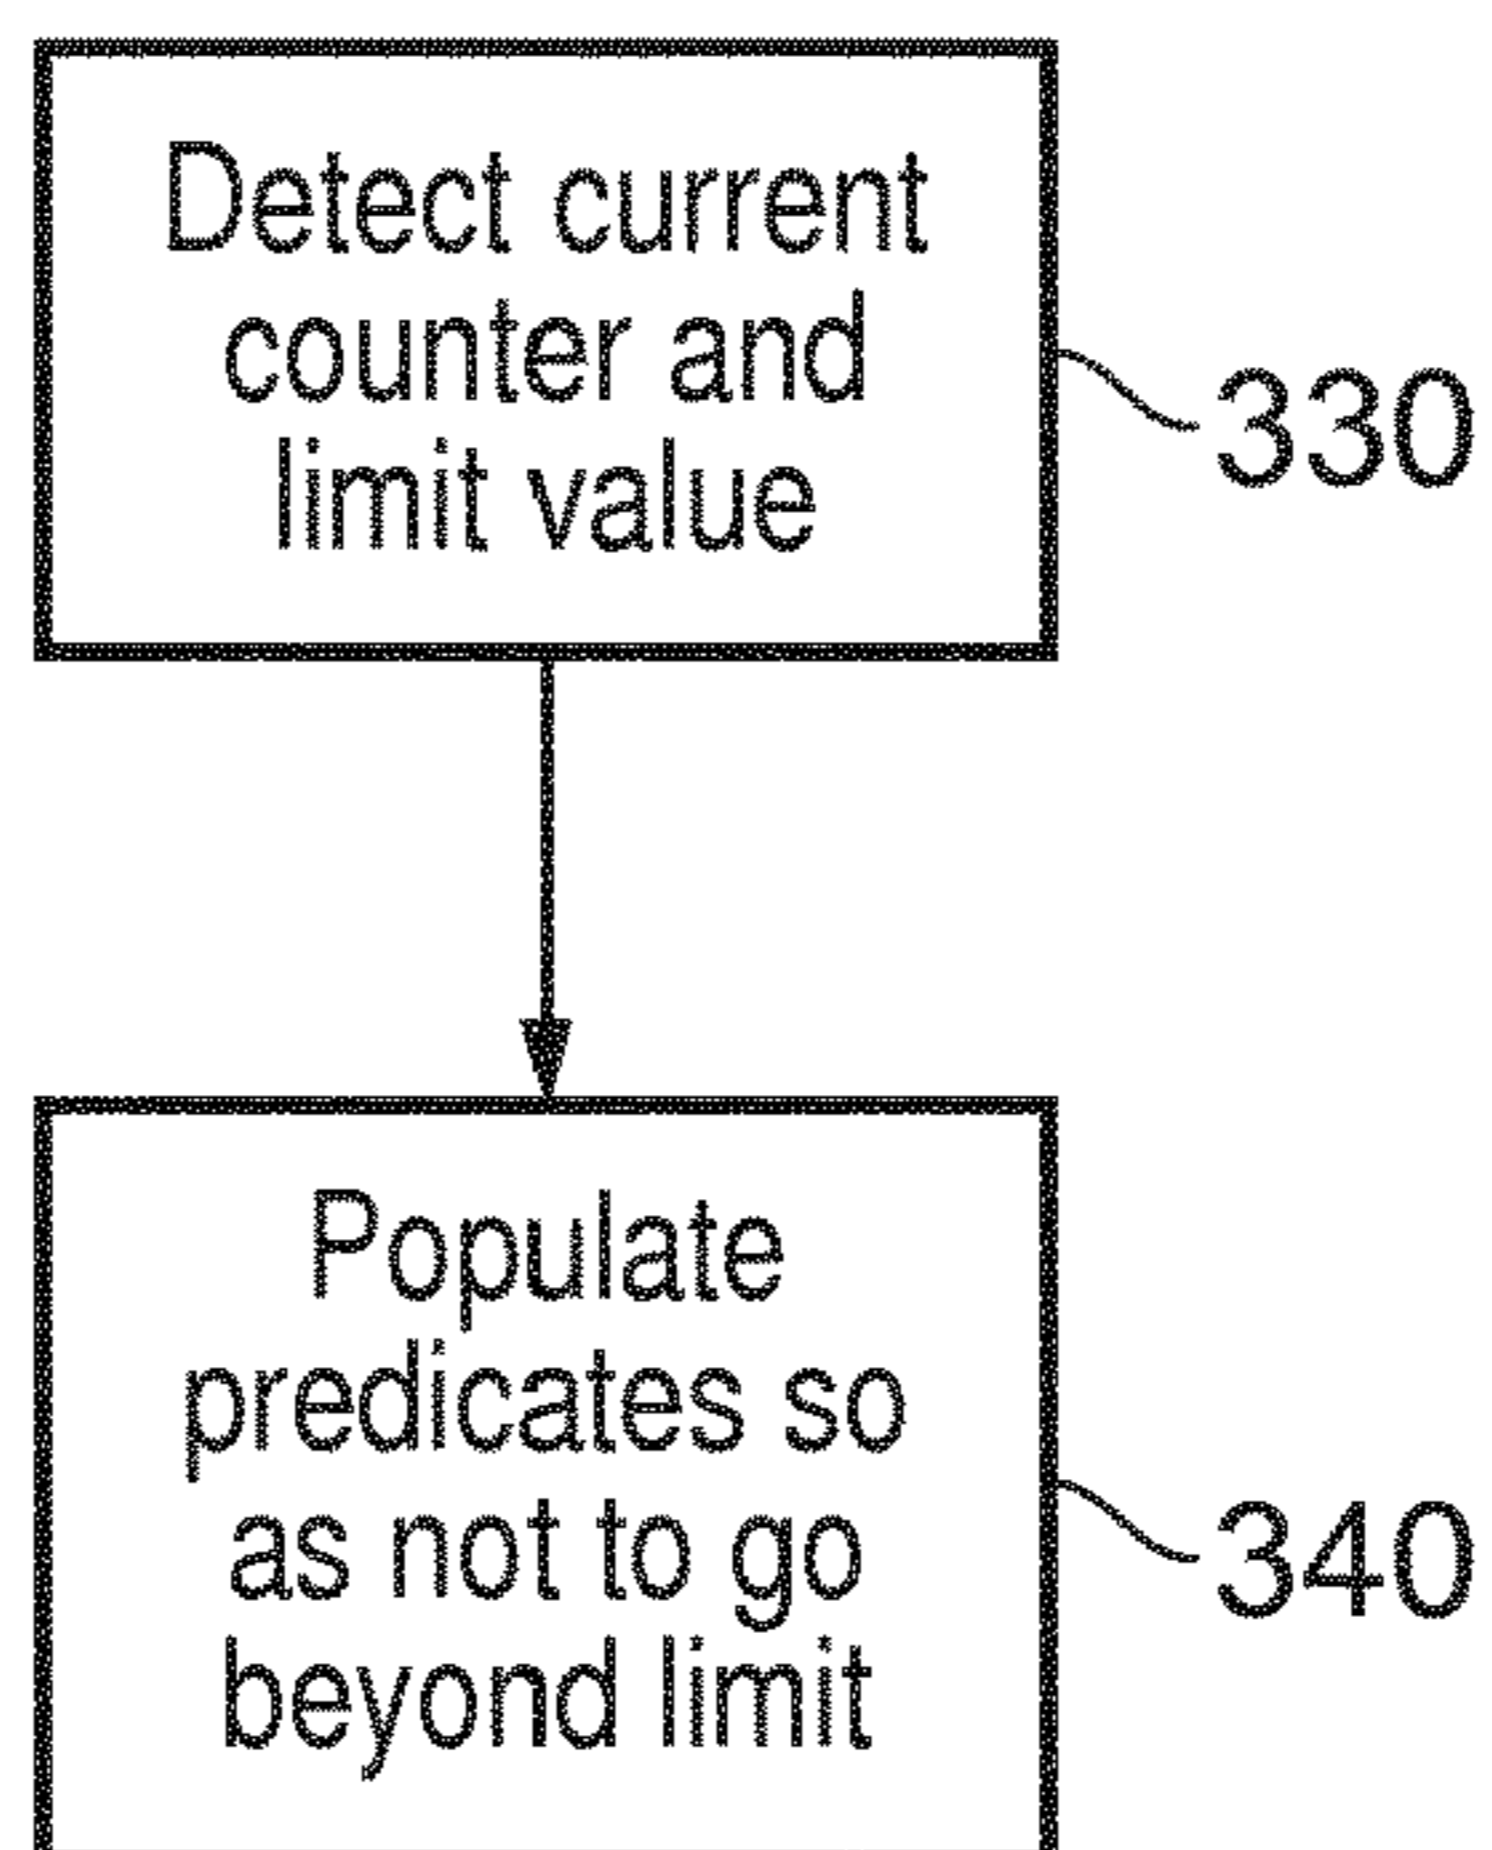 Detect current
counter and
limit value
330
Populate
predicates so
as not to go
beyond limit
340